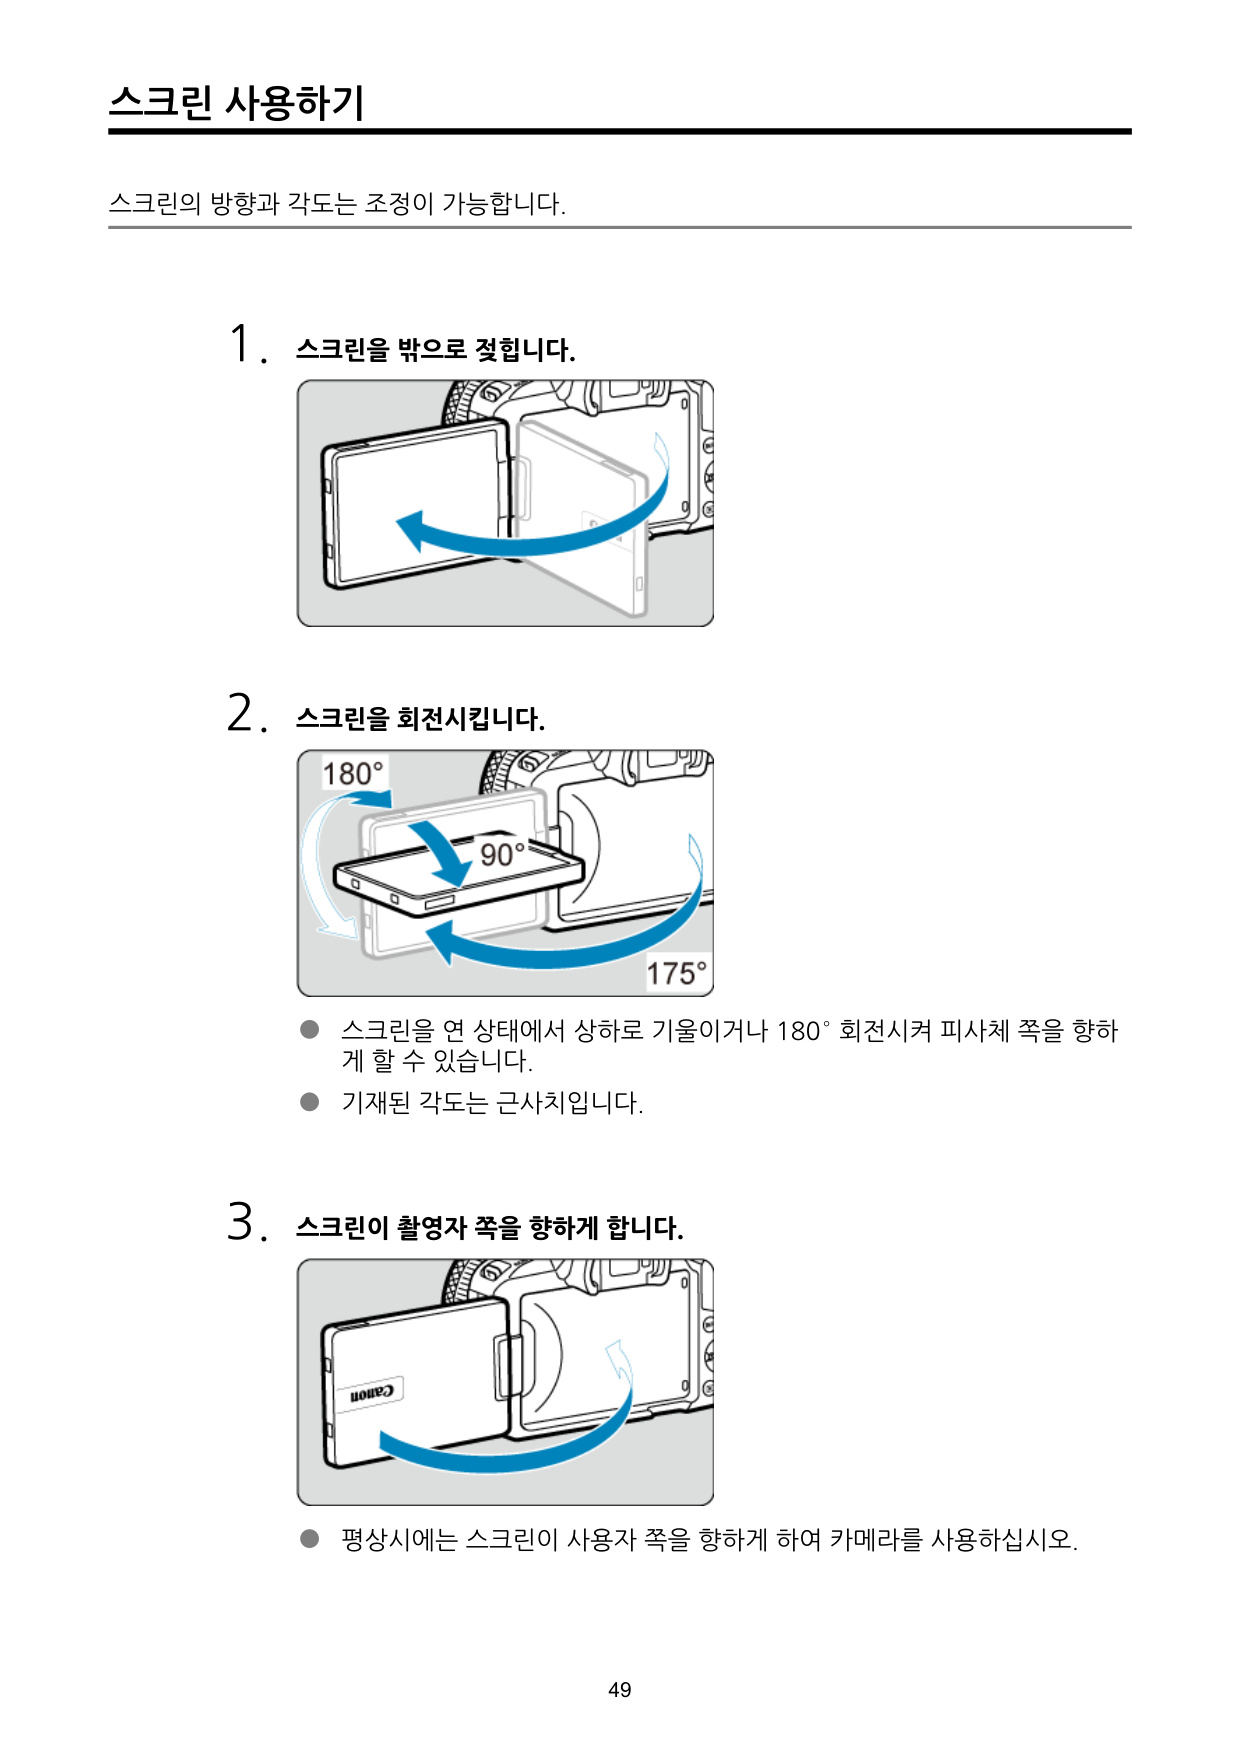 스크린 사용하기
스크린의 방향과 각도는 조정이 가능합니다.
1. 스크린을 밖으로 젖힙니다.
2. 스크린을 회전시킵니다.
180°
90°
175°
● 스크린을 연 상태에서 상하로 기울이거나 180° 회전시켜 피사체 쪽을 향하
게 할 수 있습니다.
● 기재된 각도는 근사치입니다.
3. 스크린이 촬영자 쪽을 향하게 합니다.
Canon
● 평상시에는 스크린이 사용자 쪽을 향하게 하여 카메라를 사용하십시오.
49